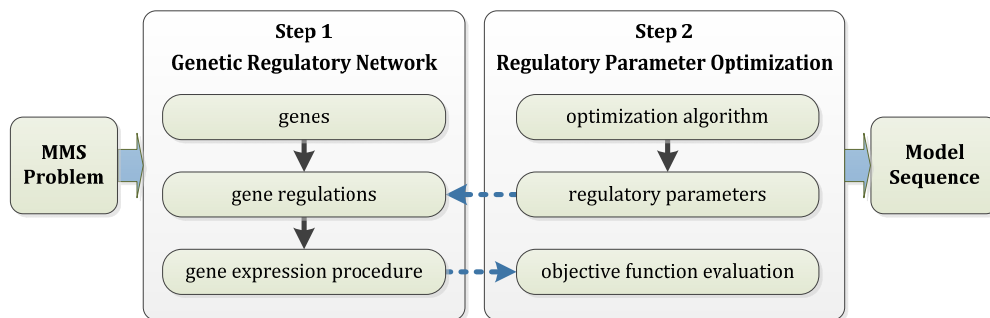 MMS
Problem
Step 1
Genetic Regulatory Network
genes
gene regulations
gene expression procedure
Step 2
Regulatory Parameter Optimization
optimization algorithm
regulatory parameters
objective function evaluation
Model
Sequence